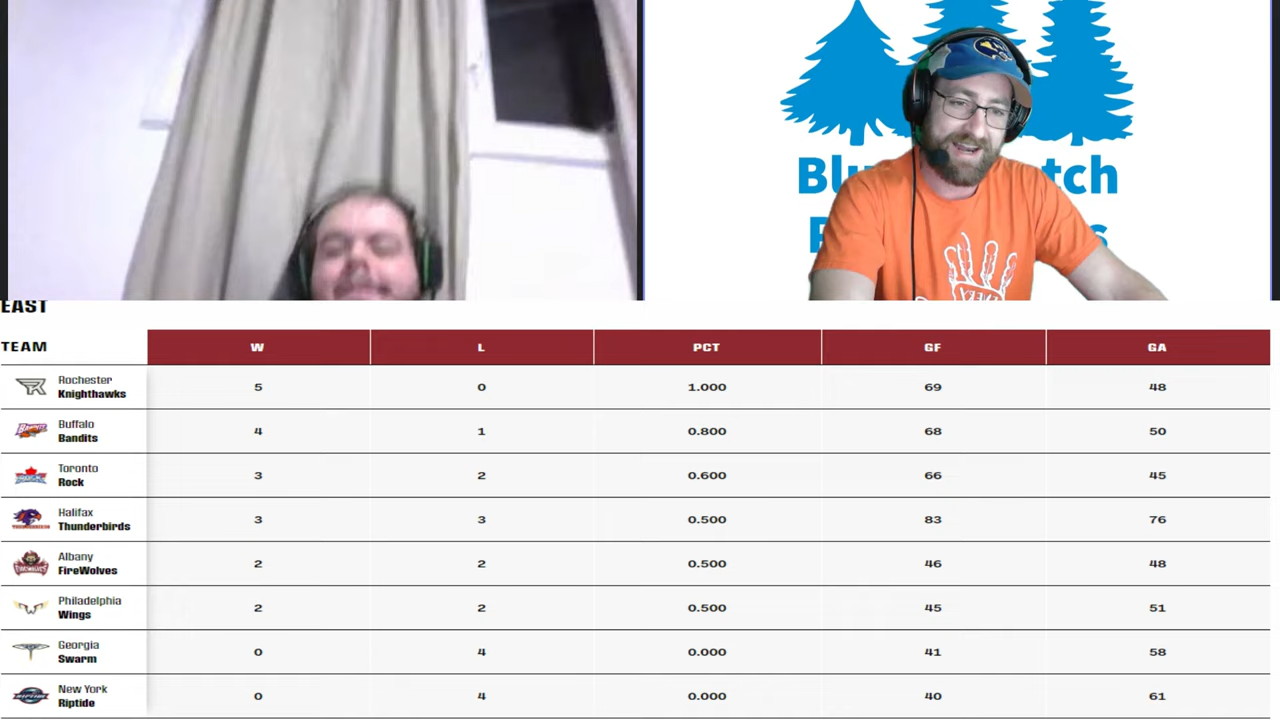 Blu tch
EAST
TEAM W L PCT GF GA
Rochester
Knighthawks 5 0 1.000 69 48
Buffalo
Bandits 4 1 0.800 68 50
Toronto
Rock 3 2 0.600 66 45
Halifax
Thunderbirds 3 3 0.500 83 76
Albany
FireWolves 2 2 0.500 46 48
Philadelphia
Wings 2 2 0.500 45 51
Georgia
Swarm 0 4 0.000 41 58
New York
Riptide 0 4 0.000 40 61